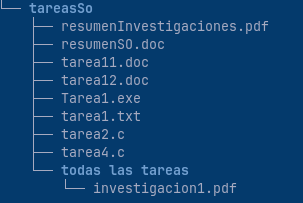 tareasSo
resumenInvestigaciones.pdf
resumenSO.doc
tarea11.doc
tarea12.doc
Tarea1.exe
tarea1.txt
tarea2.c
tarea4.c
todas las tareas
investigacion1.pdf